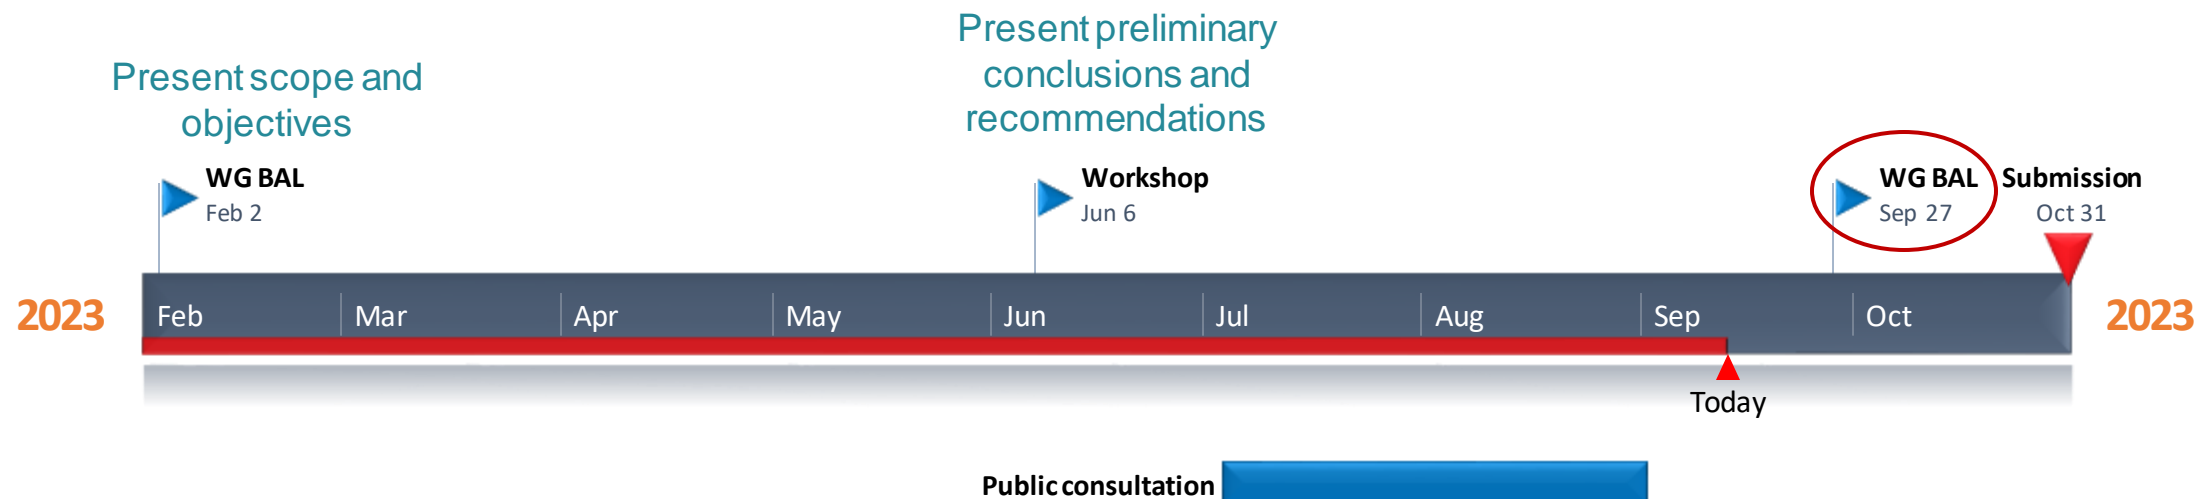 Present scope and
objectives
Present preliminary
conclusions and
recommendations
WG BAL
Feb 2
Workshop
Jun 6
WG BAL
Sep 27
Submission
Oct 31
2023
Feb
Mar
Apr
May
Jun
Jul
Aug
Sep
Oct
2023
Today
Public consultation